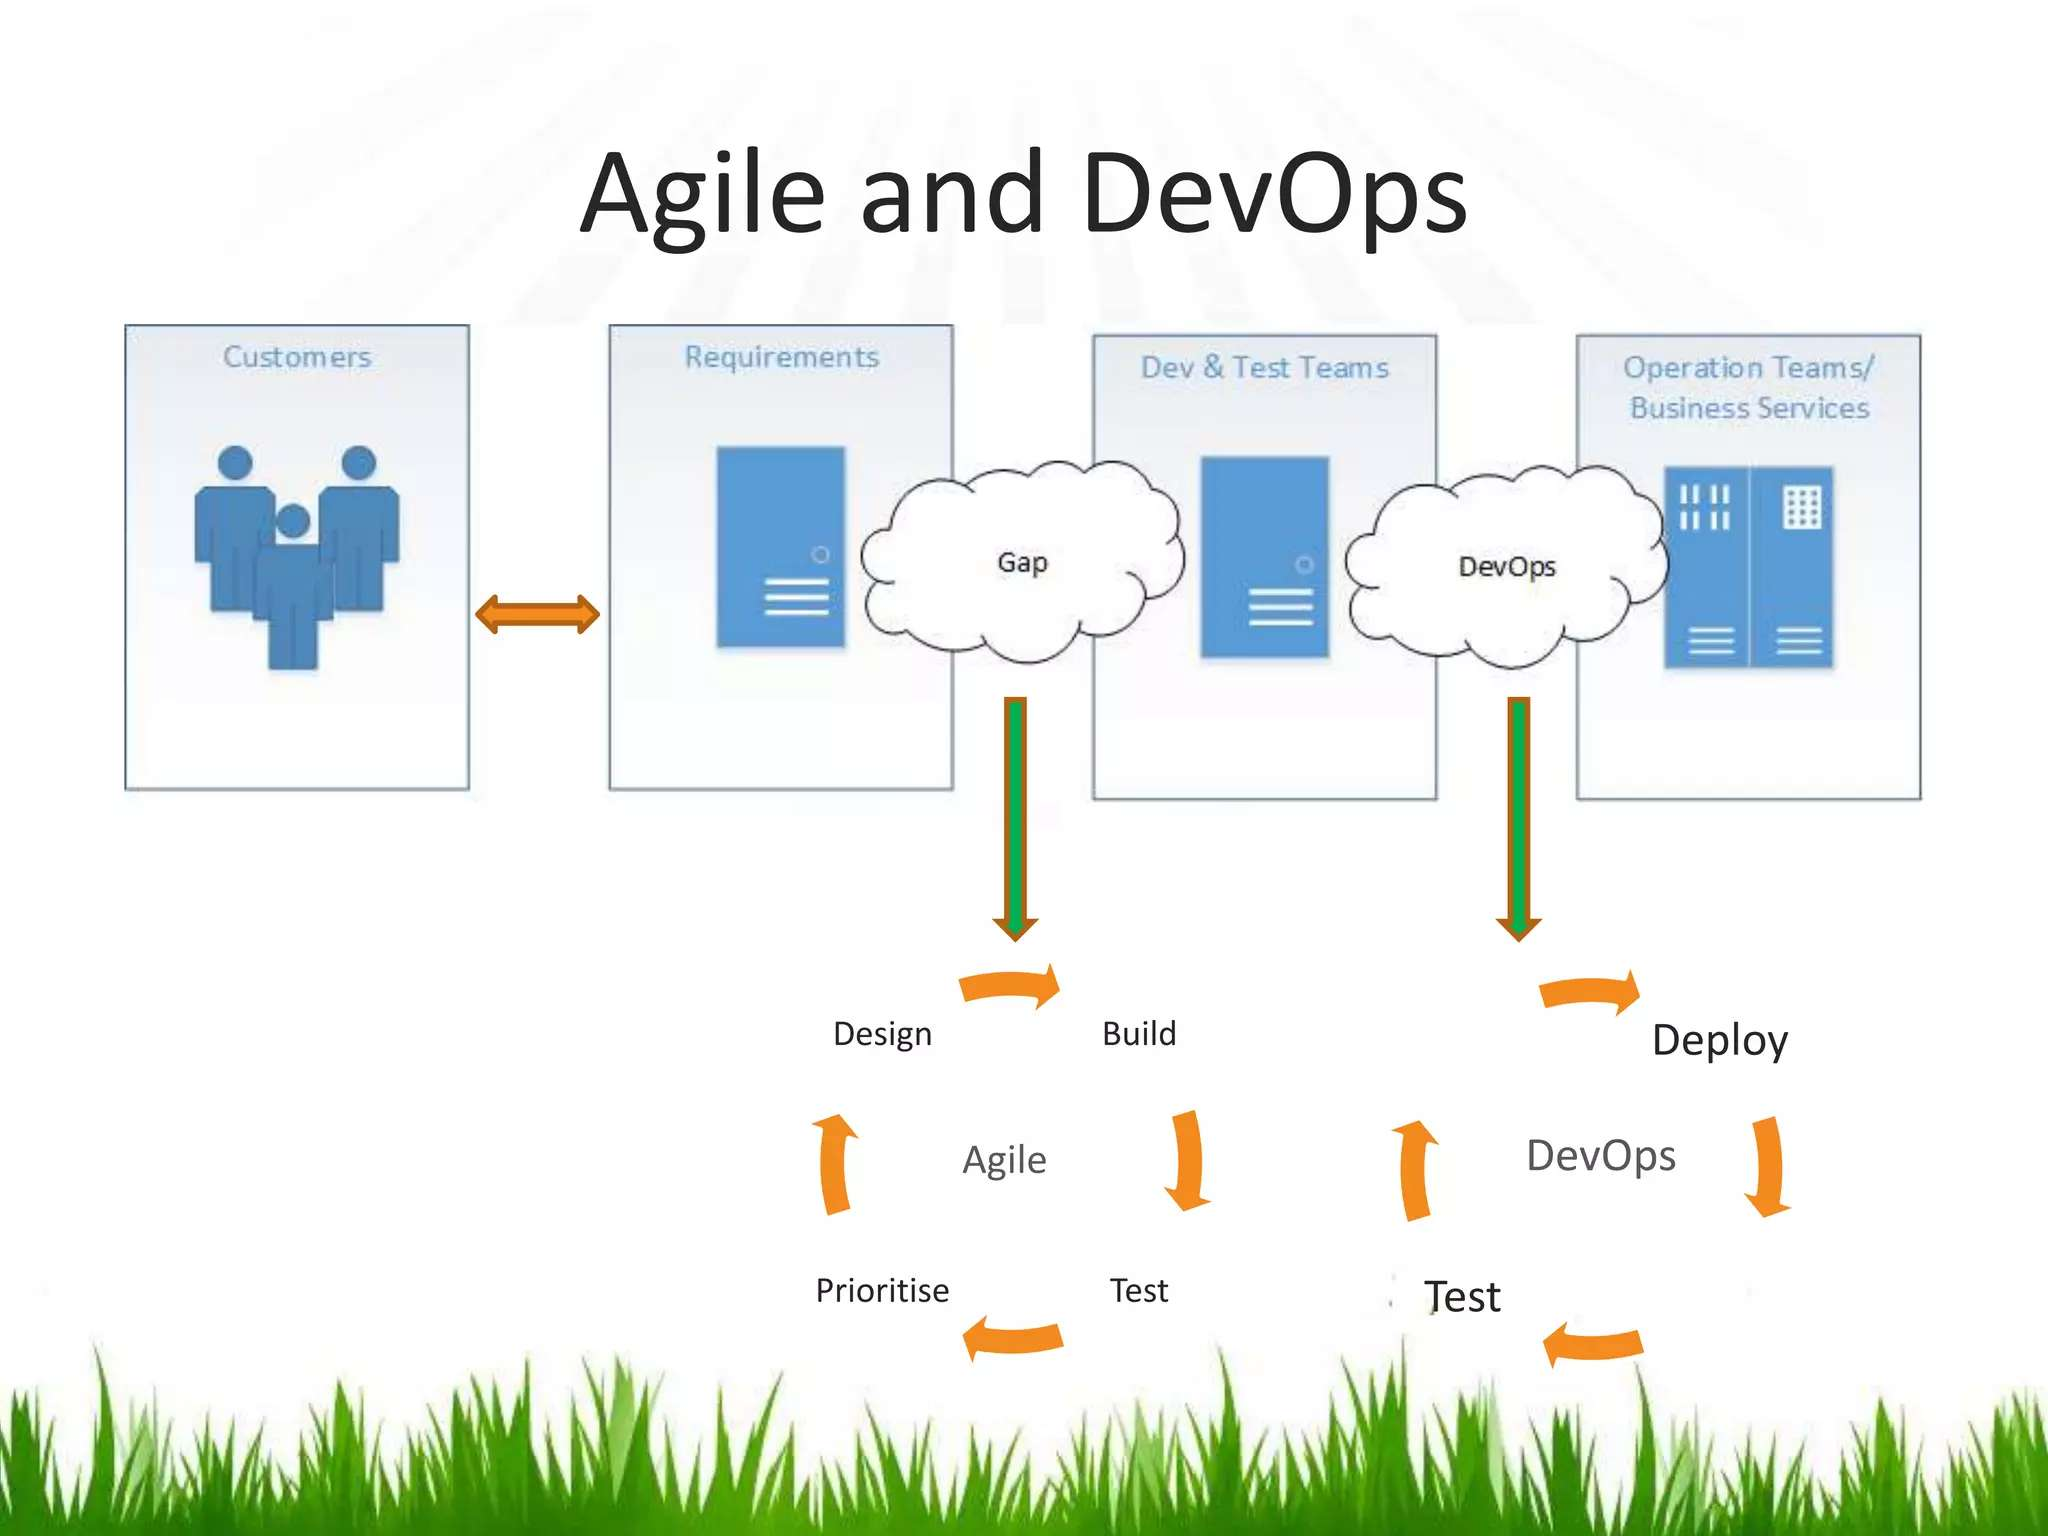 Agile and DevOps
Customers
Requirements
Dev & Test Teams
Operation Teams/
Business Services
Gap
DevOps
Design
Build
Agile
Prioritise
Test
Deploy
DevOps
Test